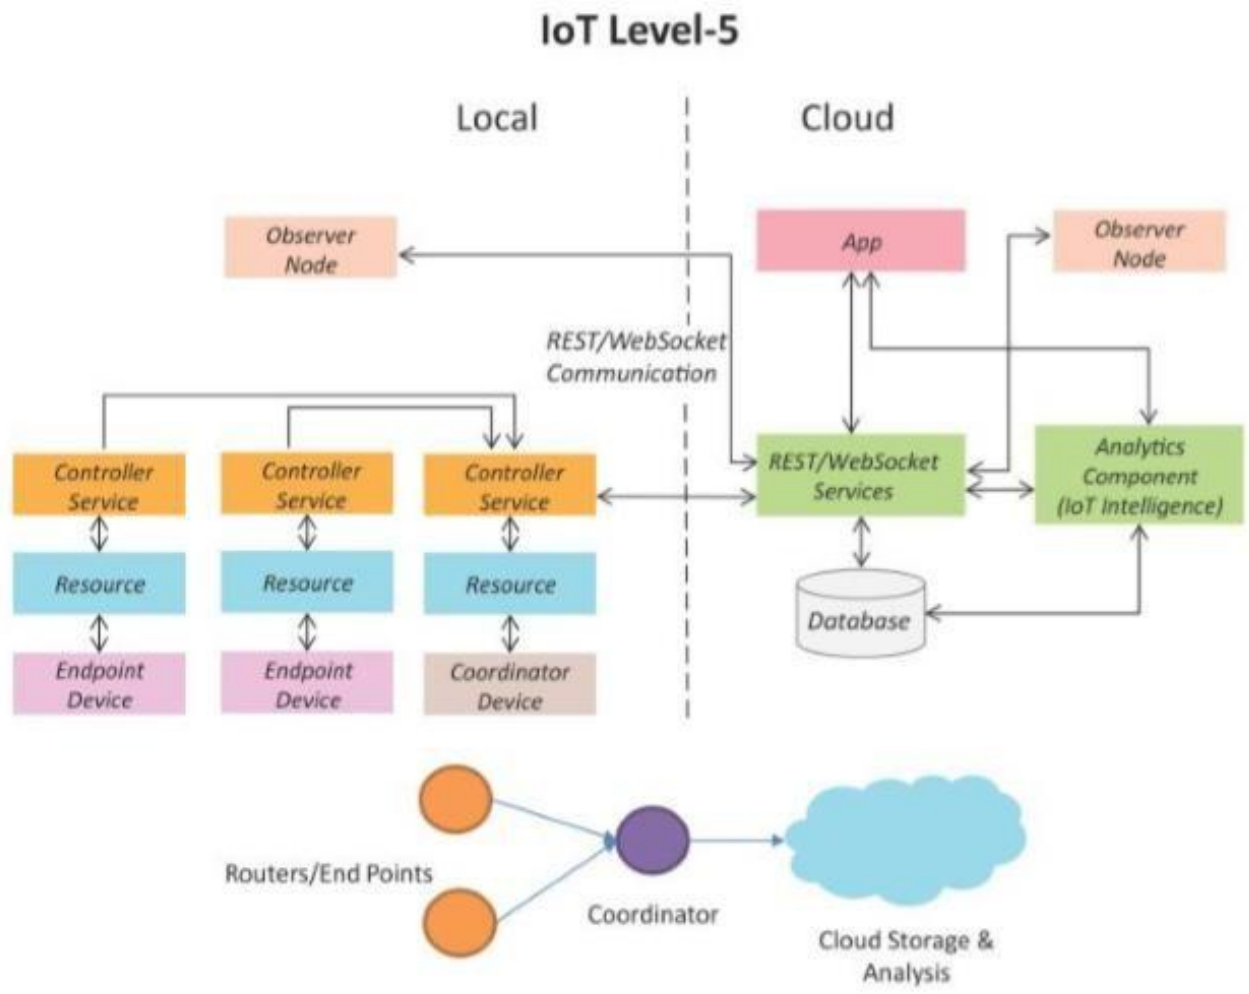 IoT Level-5
Local
Cloud
Observer
Node
App
Observer
Node
REST/WebSocket
Communication
Controller
Service
Controller
Service
Controller
Service
REST/WebSocket
Services
Analytics
Component
(IoT Intelligence)
Resource
Resource
Resource
Database
Endpoint
Device
Endpoint
Device
Coordinator
Device
Routers/End Points
Coordinator
Cloud Storage &
Analysis